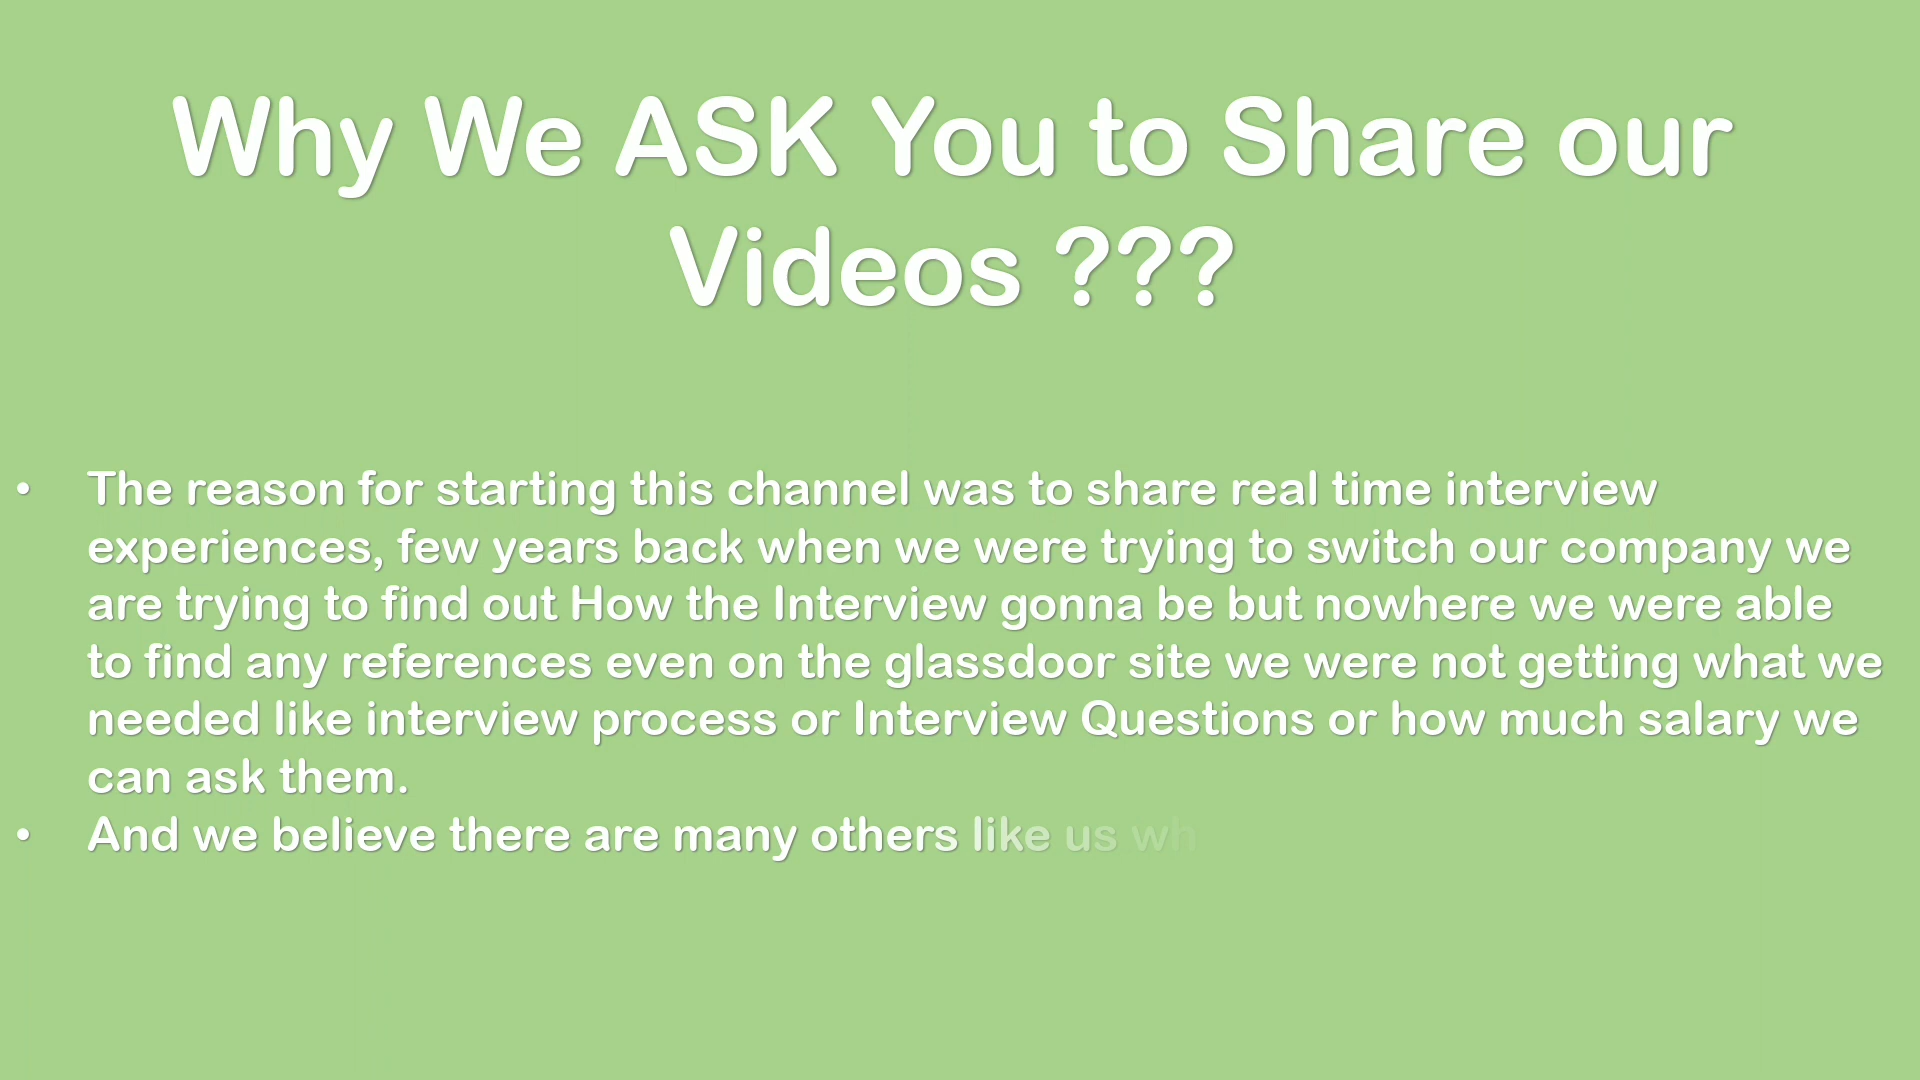 Why We ASK You to Share our
Videos ???
• The reason for starting this channel was to share real time interview
experiences, few years back when we were trying to switch our company we
are trying to find out How the Interview gonna be but nowhere we were able
to find any references even on the glassdoor site we were not getting what we
needed like interview process or Interview Questions or how much salary we
can ask them.
• And we believe there are many others like us